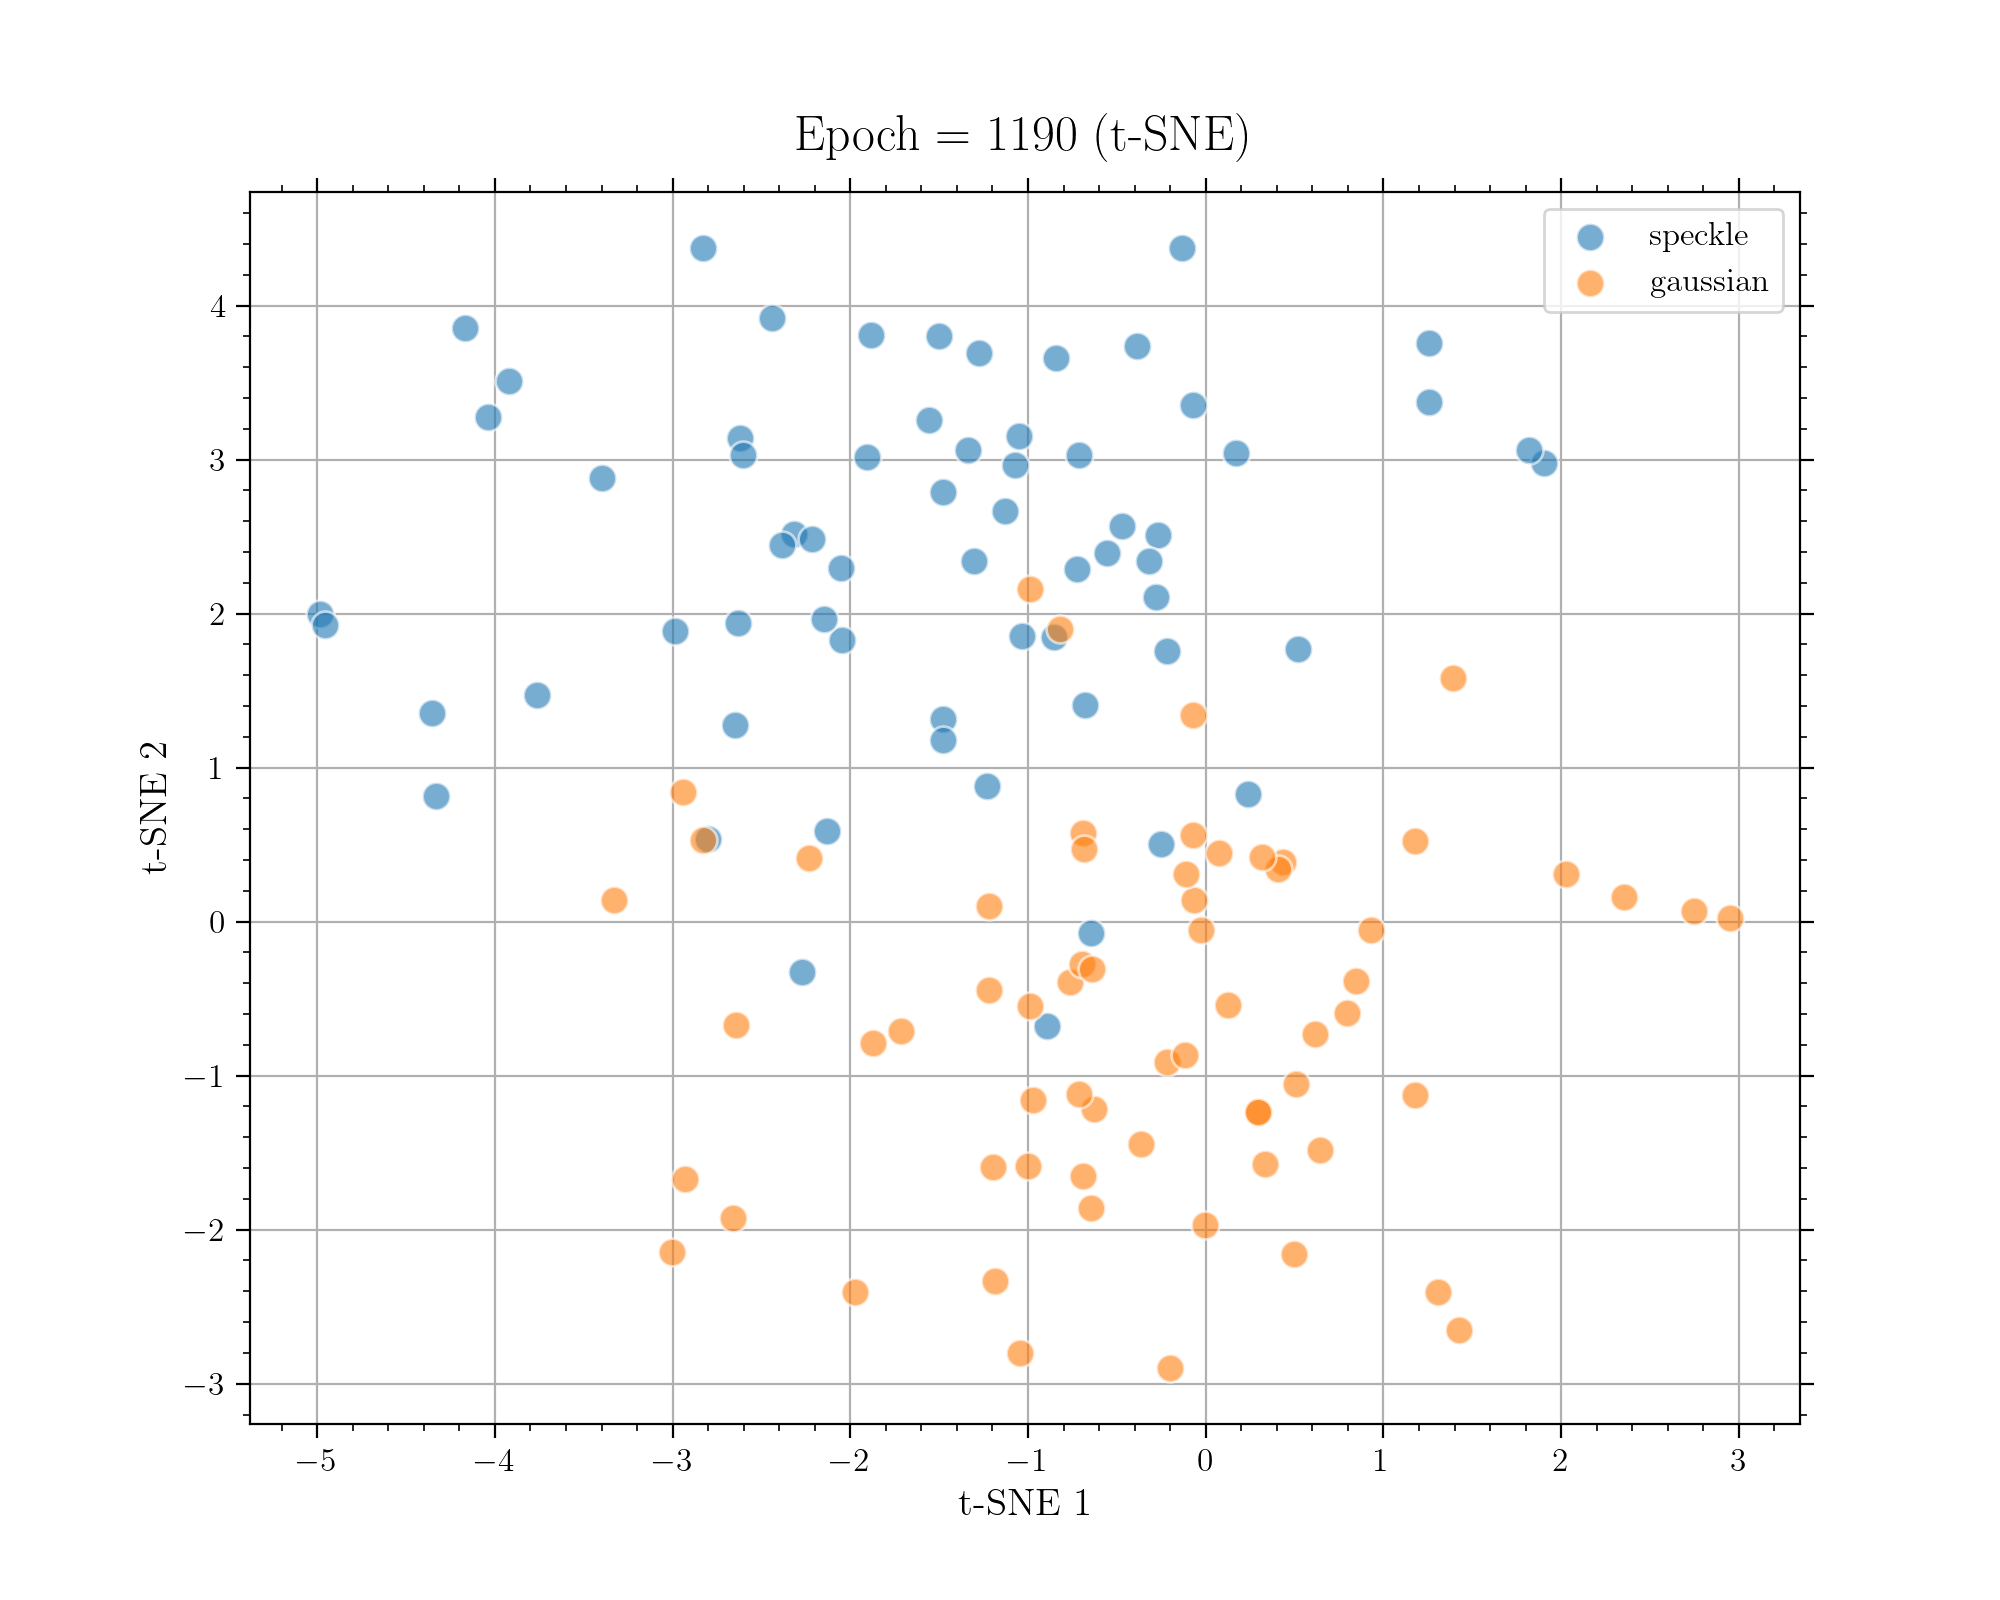 Epoch = 1190 (t-SNE)
speckle
gaussian
4
3
2
1
0
−1
−2
−3
t-SNE 2
−5 −4 −3 −2 −1 0 1 2 3
t-SNE 1